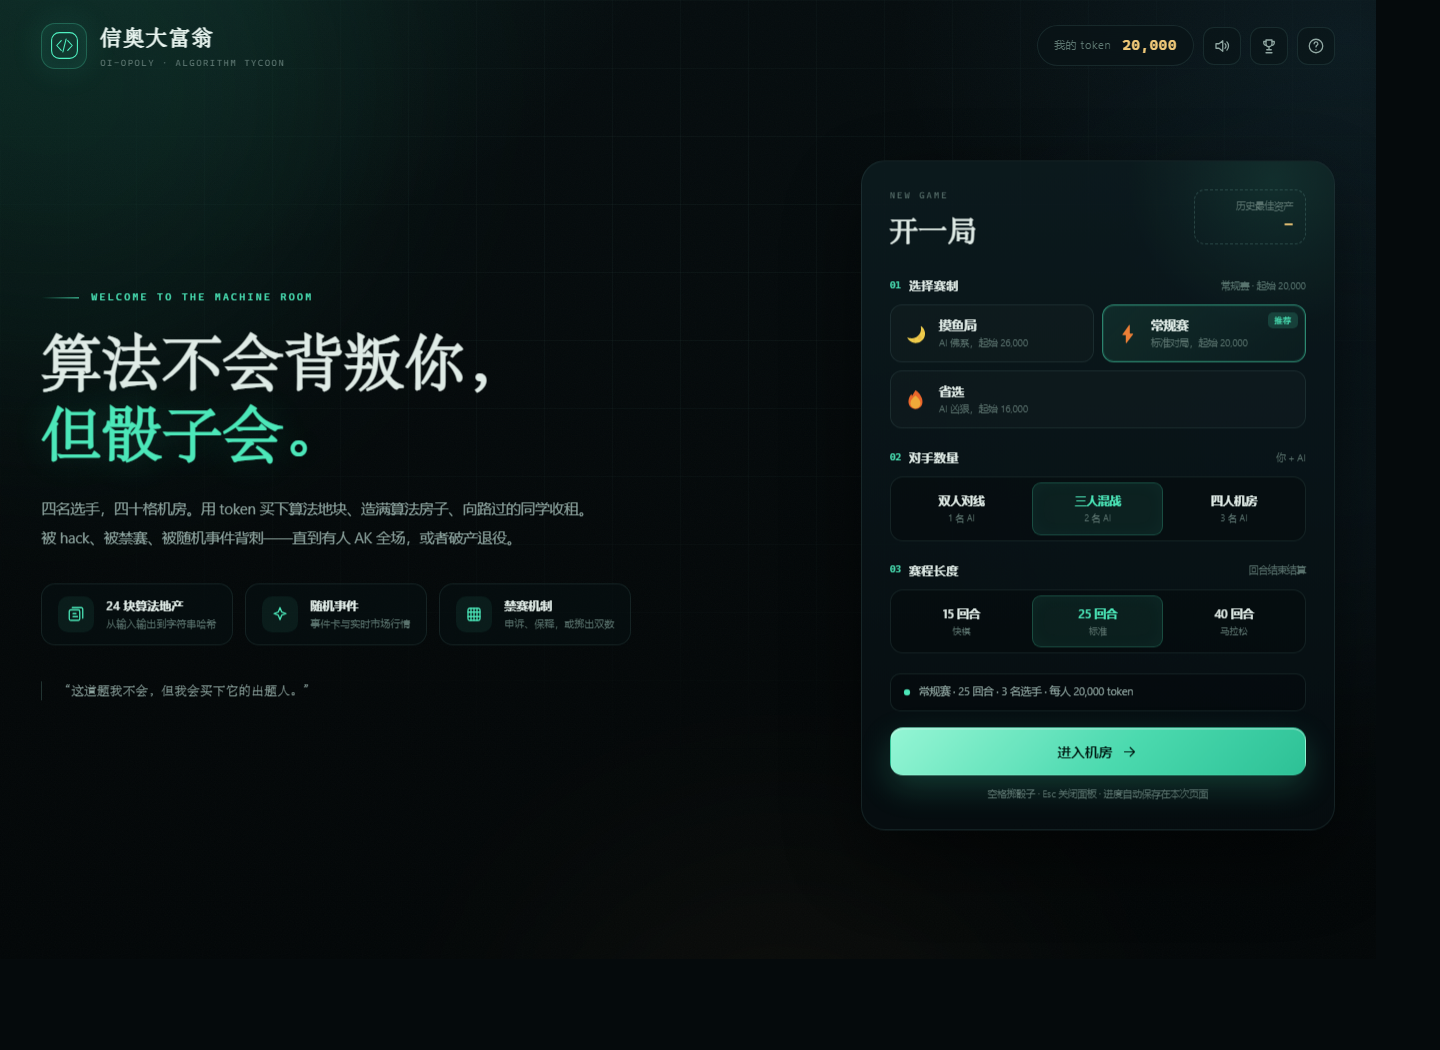 信奥大富翁
OI-OPOLY · ALGORITHM TYCOON
我的 token 20,000
WELCOME TO THE MACHINE ROOM
算法不会背叛你，
但骰子会。
四名选手，四十格机房。用 token 买下算法地块、造满算法房子、向路过的同学收租。
被 hack、被禁赛、被随机事件背刺——直到有人 AK 全场，或者破产退役。
24 块算法地产
从输入输出到字符串哈希
随机事件
事件卡与实时市场行情
禁赛机制
申诉、保释，或掷出双数
“这道题我不会，但我会买下它的出题人。”
NEW GAME
开一局
历史最佳资产
–
01 选择赛制
常规赛 · 起始 20,000
摸鱼局
AI 佛系，起始 26,000
常规赛
推荐
标准对局，起始 20,000
省选
AI 凶狠，起始 16,000
02 对手数量
你 + AI
双人对线
1 名 AI
三人混战
2 名 AI
四人机房
3 名 AI
03 赛程长度
回合结束结算
15 回合
快棋
25 回合
标准
40 回合
马拉松
常规赛 · 25 回合 · 3 名选手 · 每人 20,000 token
进入机房 →
空格掷骰子 · Esc 关闭面板 · 进度自动保存在本次页面